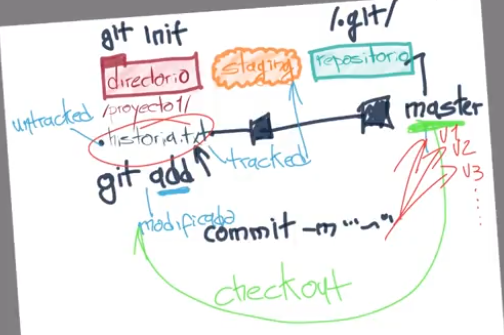 git init
/.git/
directorio
staging
repositorio
/proyecto1/
untracked
historia.txt
master
tracked
git add
v1
v2
v3
modificado
commit -m "~"
checkout